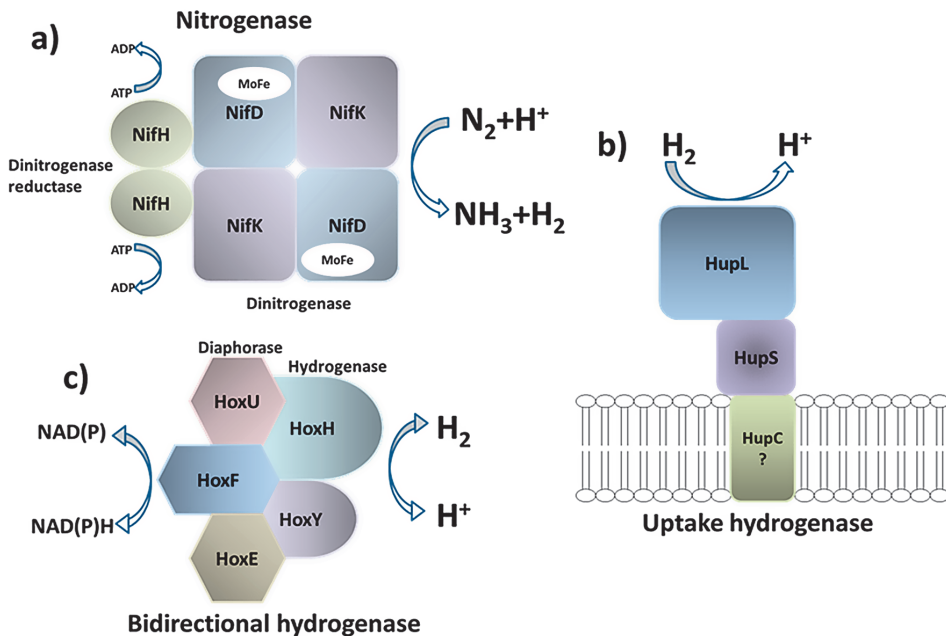 a)
Nitrogenase
ADP
ATP
MoFe
NifD
NifK
NifH
Dinitrogenase
reductase
NifH
NifK
NifD
MoFe
ATP
ADP
Dinitrogenase
N₂+H⁺
NH₃+H₂
b)
H₂
H⁺
HupL
HupS
HupC
?
Uptake hydrogenase
c)
Diaphorase
Hydrogenase
HoxU
HoxH
NAD(P)
HoxF
NAD(P)H
HoxY
HoxE
H₂
H⁺
Bidirectional hydrogenase